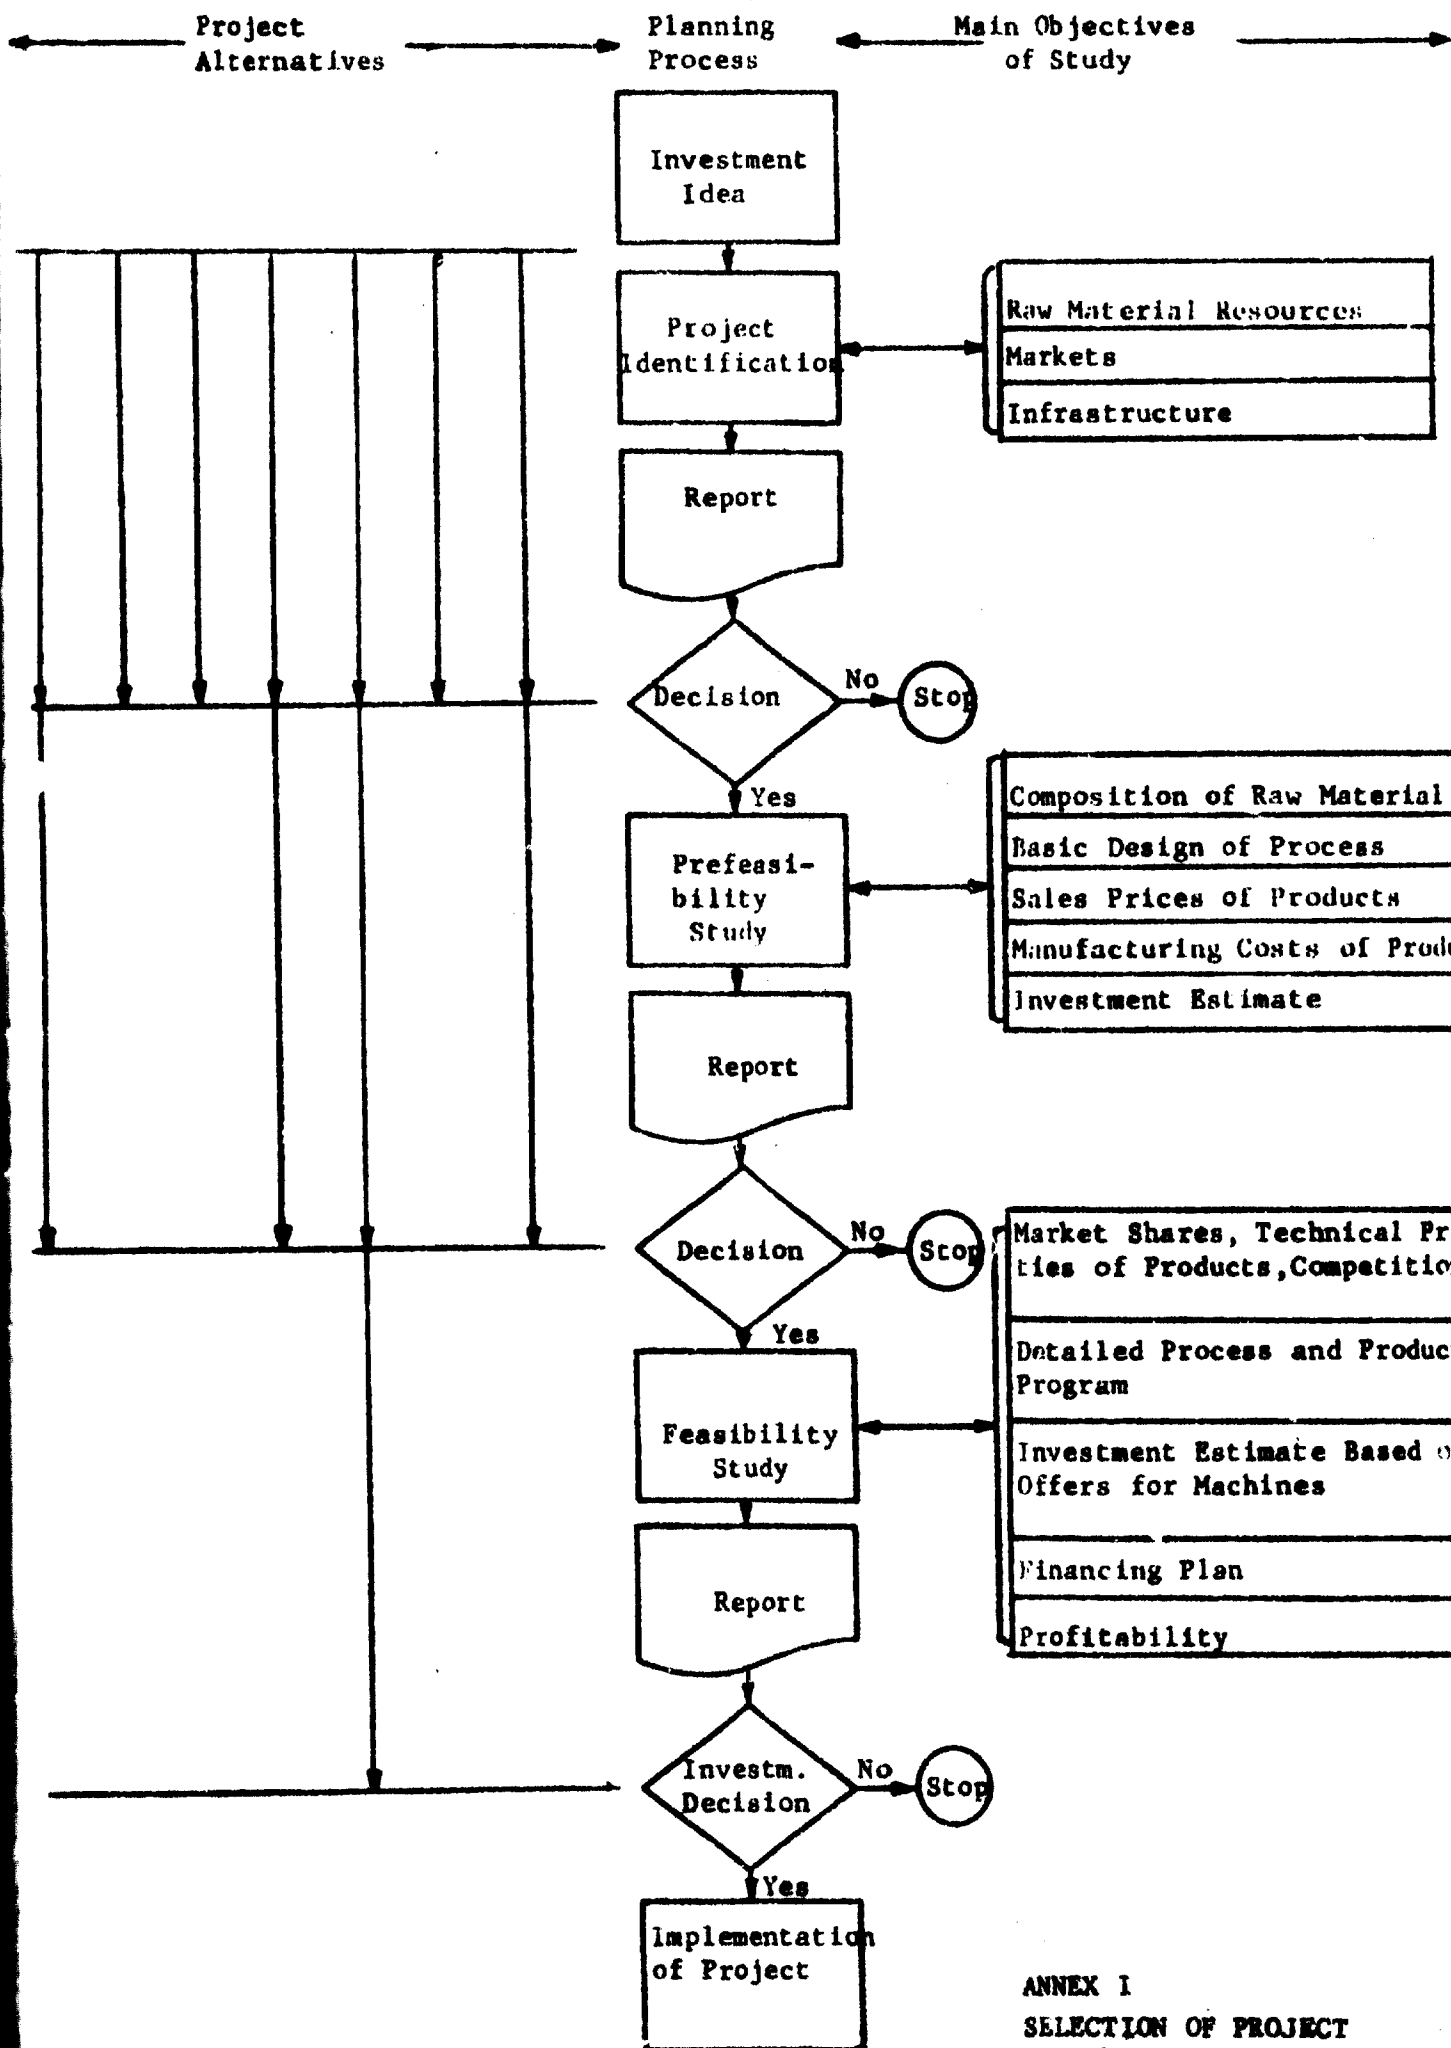 Project
Alternatives
Planning
Process
Main Objectives
of Study
Investment
Idea
Project
Identification
Raw Material Resources
Markets
Infrastructure
Report
Decision
No
Stop
Yes
Prefeasi-
bility
Study
Composition of Raw Material
Basic Design of Process
Sales Prices of Products
Manufacturing Costs of
Investment Estimate
Report
Decision
No
Stop
Yes
Feasibility
Study
Market Shares, Technical
ties of Products,
Detailed Process and
Program
Investment Estimate Based
Offers for Machines
Financing Plan
Profitability
Report
Investm.
Decision
No
Stop
Yes
Implementation
of Project
ANNEX I
SELECTION OF PROJECT